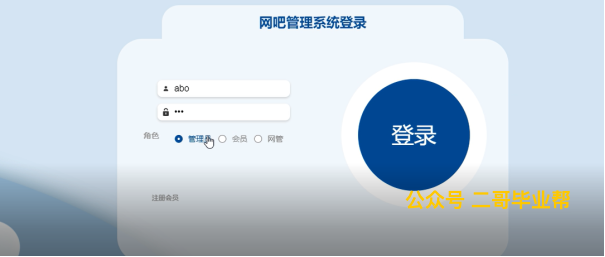 网吧管理系统登录
abo
•••
角色 管理员 会员 网管
登录
注册会员
公众号 二哥毕业帮